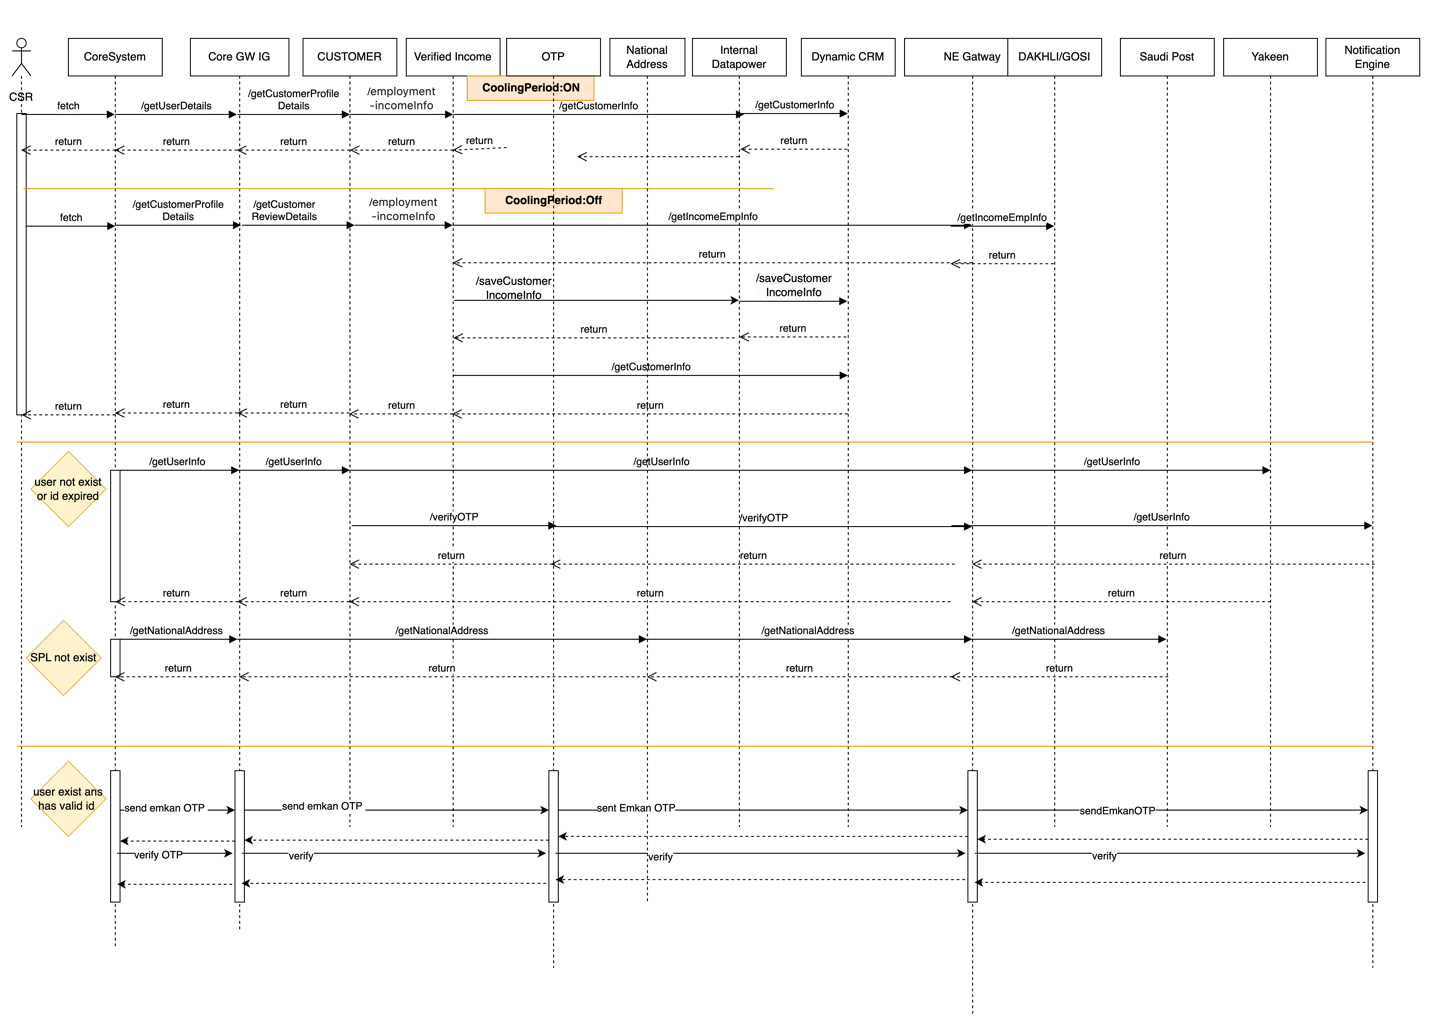 CSR
CoreSystem
Core GW IG
CUSTOMER
Verified Income
OTP
National
Address
Internal
Datapower
Dynamic CRM
NE Gatway
DAKHLI/GOSI
Saudi Post
Yakeen
Notification
Engine
CoolingPeriod:ON
fetch
/getUserDetails
/getCustomerProfile
Details
/employment
-incomeInfo
/getCustomerInfo
/getCustomerInfo
return
return
return
return
return
return
CoolingPeriod:Off
fetch
/getCustomerProfile
Details
/getCustomer
ReviewDetails
/employment
-incomeInfo
/getIncomeEmpInfo
/getIncomeEmpInfo
return
return
/saveCustomer
IncomeInfo
/saveCustomer
IncomeInfo
return
return
/getCustomerInfo
return
return
return
return
return
user not exist
or id expired
/getUserInfo
/getUserInfo
/getUserInfo
/getUserInfo
/verifyOTP
/verifyOTP
/getUserInfo
return
return
return
return
return
return
return
SPL not exist
/getNationalAddress
/getNationalAddress
/getNationalAddress
/getNationalAddress
return
return
return
return
user exist ans
has valid id
send emkan OTP
send emkan OTP
sent Emkan OTP
sendEmkanOTP
verify OTP
verify
verify
verify